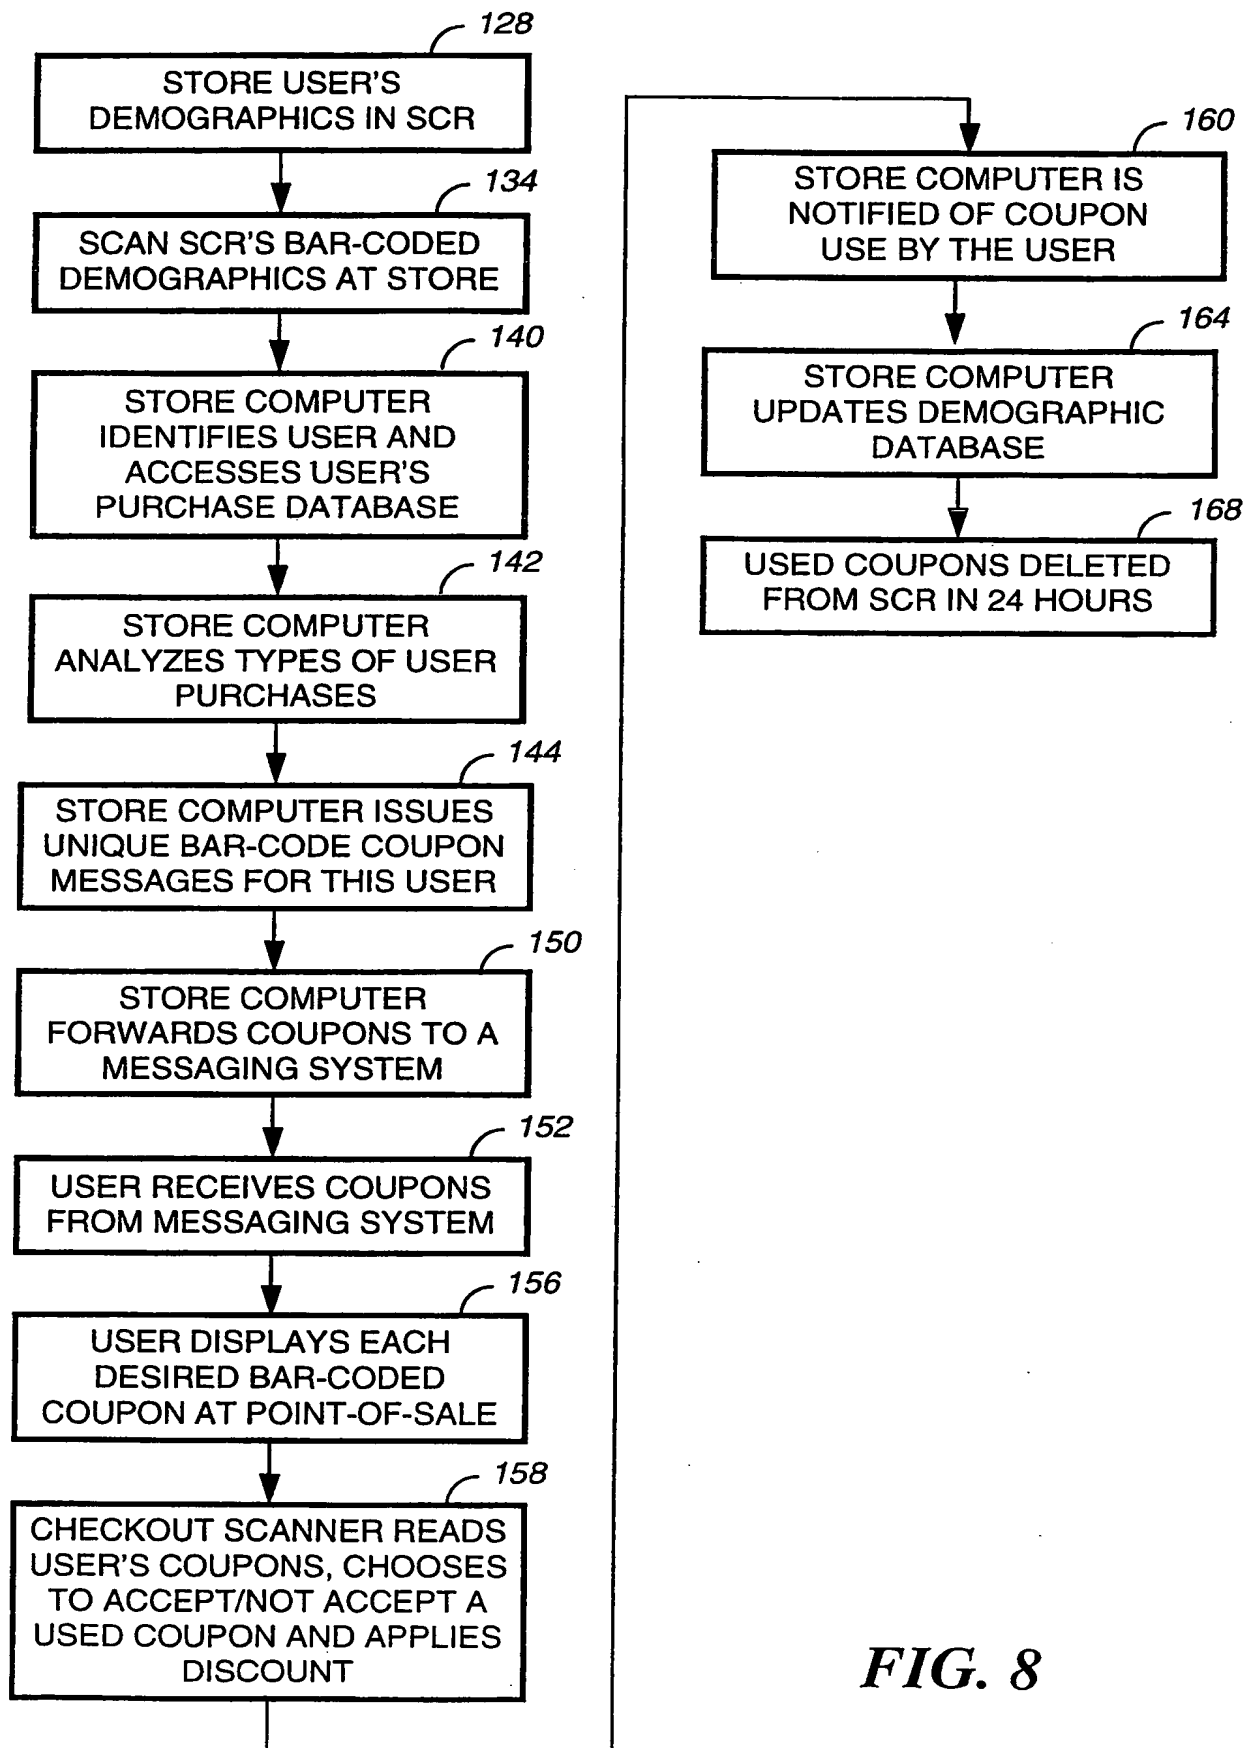 128
STORE USER'S
DEMOGRAPHICS IN SCR
134
SCAN SCR'S BAR-CODED
DEMOGRAPHICS AT STORE
140
STORE COMPUTER
IDENTIFIES USER AND
ACCESSES USER'S
PURCHASE DATABASE
142
STORE COMPUTER
ANALYZES TYPES OF USER
PURCHASES
144
STORE COMPUTER ISSUES
UNIQUE BAR-CODE COUPON
MESSAGES FOR THIS USER
150
STORE COMPUTER
FORWARDS COUPONS TO A
MESSAGING SYSTEM
152
USER RECEIVES COUPONS
FROM MESSAGING SYSTEM
156
USER DISPLAYS EACH
DESIRED BAR-CODED
COUPON AT POINT-OF-SALE
158
CHECKOUT SCANNER READS
USER'S COUPONS, CHOOSES
TO ACCEPT/NOT ACCEPT A
USED COUPON AND APPLIES
DISCOUNT
160
STORE COMPUTER IS
NOTIFIED OF COUPON
USE BY THE USER
164
STORE COMPUTER
UPDATES DEMOGRAPHIC
DATABASE
168
USED COUPONS DELETED
FROM SCR IN 24 HOURS
FIG. 8